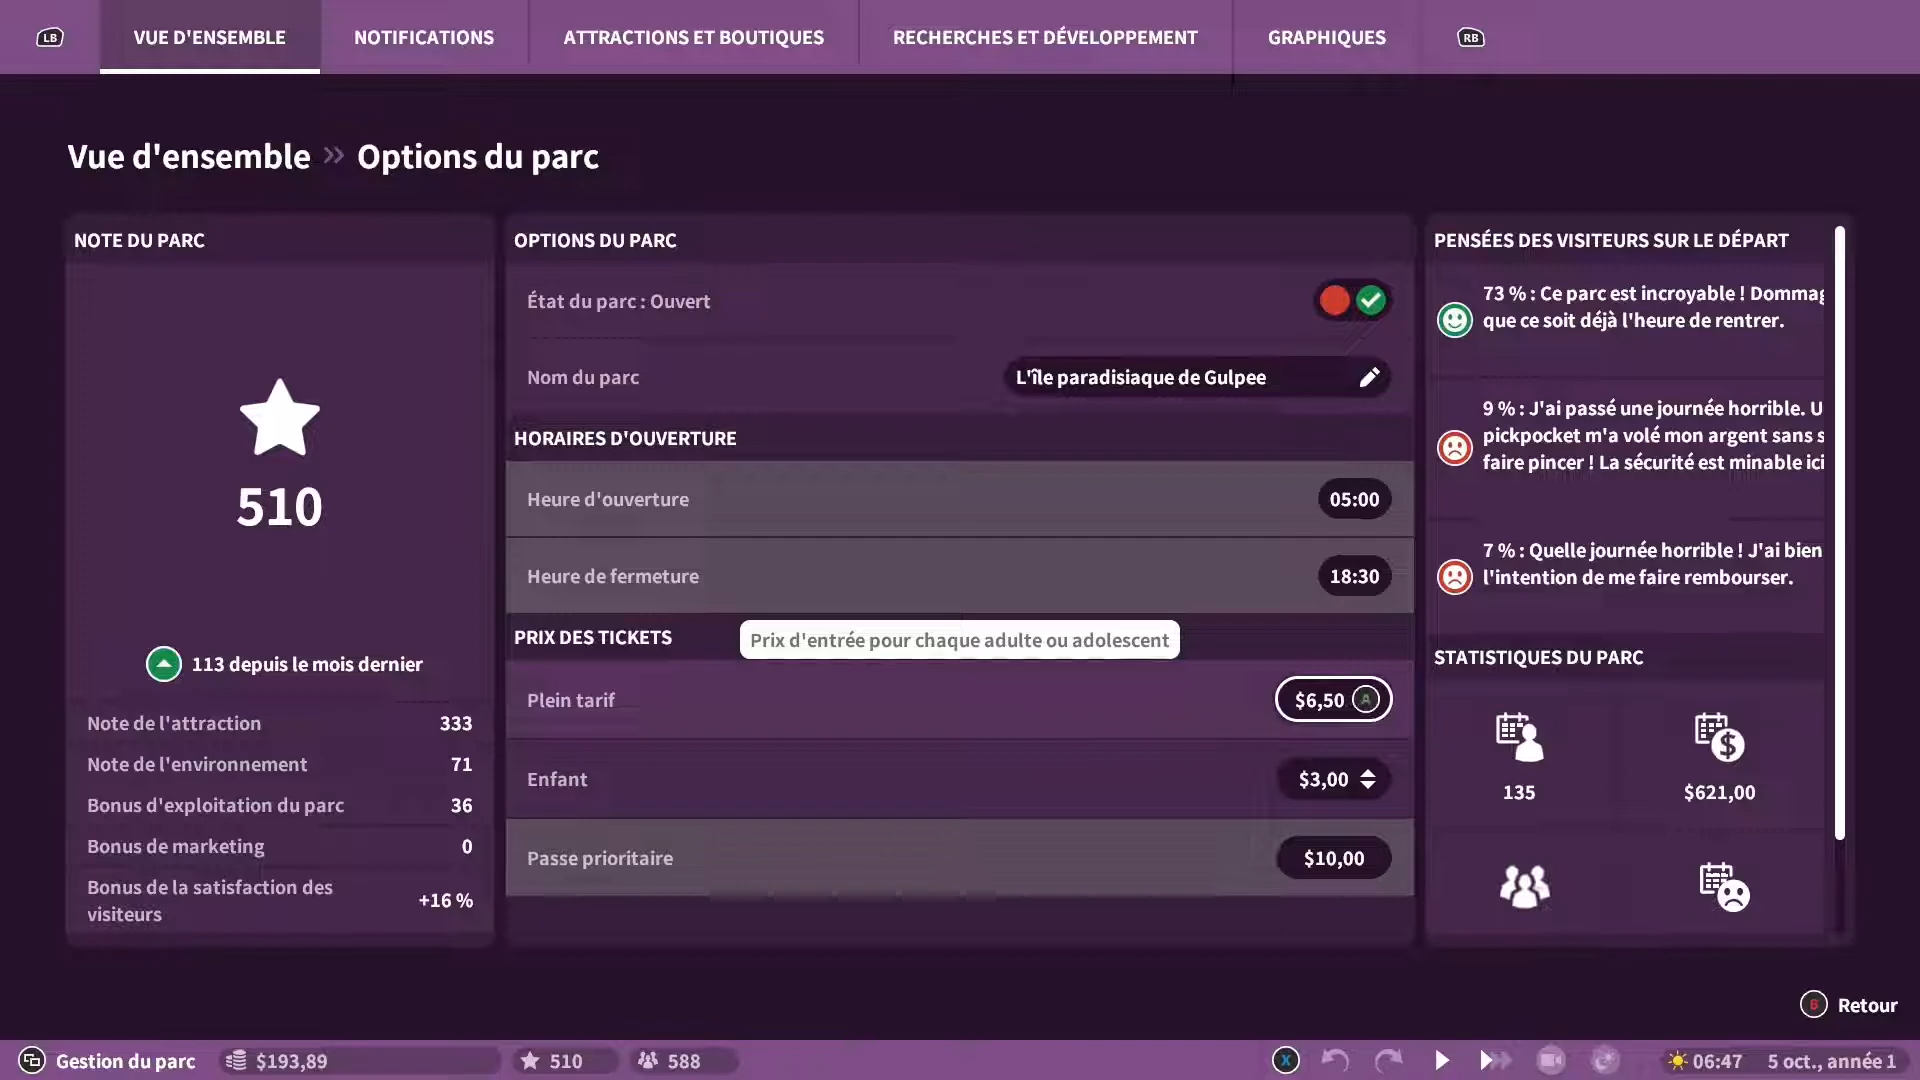 LB
VUE D'ENSEMBLE
NOTIFICATIONS
ATTRACTIONS ET BOUTIQUES
RECHERCHES ET DÉVELOPPEMENT
GRAPHIQUES
RB
Vue d'ensemble » Options du parc
NOTE DU PARC
510
113 depuis le mois dernier
Note de l'attraction 333
Note de l'environnement 71
Bonus d'exploitation du parc 36
Bonus de marketing 0
Bonus de la satisfaction des
visiteurs +16 %
OPTIONS DU PARC
État du parc : Ouvert
Nom du parc L'île paradisiaque de Gulpee
HORAIRES D'OUVERTURE
Heure d'ouverture 05:00
Heure de fermeture 18:30
PRIX DES TICKETS
Prix d'entrée pour chaque adulte ou adolescent
Plein tarif $6,50 A
Enfant $3,00
Passe prioritaire $10,00
PENSÉES DES VISITEURS SUR LE DÉPART
73 % : Ce parc est incroyable ! Dommag
que ce soit déjà l'heure de rentrer.
9 % : J'ai passé une journée horrible. U
pickpocket m'a volé mon argent sans s
faire pincer ! La sécurité est minable ici
7 % : Quelle journée horrible ! J'ai bien
l'intention de me faire rembourser.
STATISTIQUES DU PARC
135
$621,00
B Retour
Gestion du parc
$193,89
510
588
X
06:47
5 oct., année 1